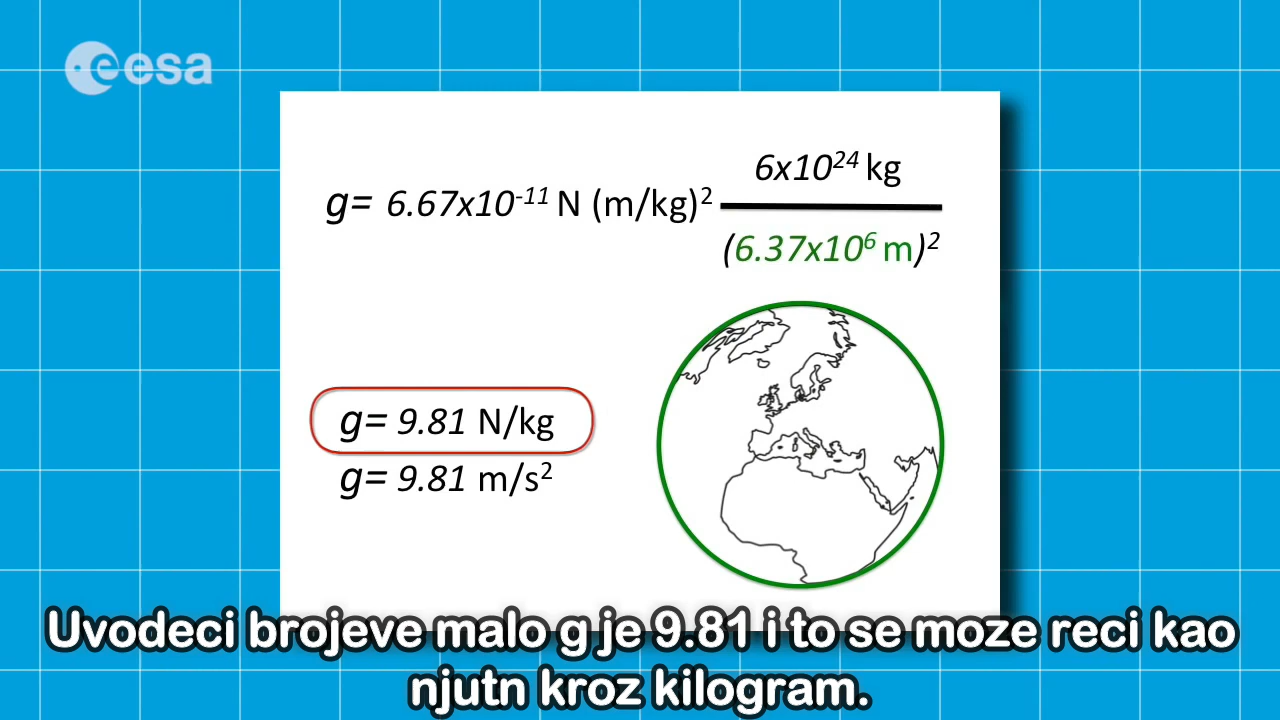 eesa
g= 6.67x10⁻¹¹ N (m/kg)² 6x10²⁴ kg
(6.37x10⁶ m)²
g= 9.81 N/kg
g= 9.81 m/s²
Uvodeci brojeve malo g je 9.81 i to se moze reci kao
njutn kroz kilogram.